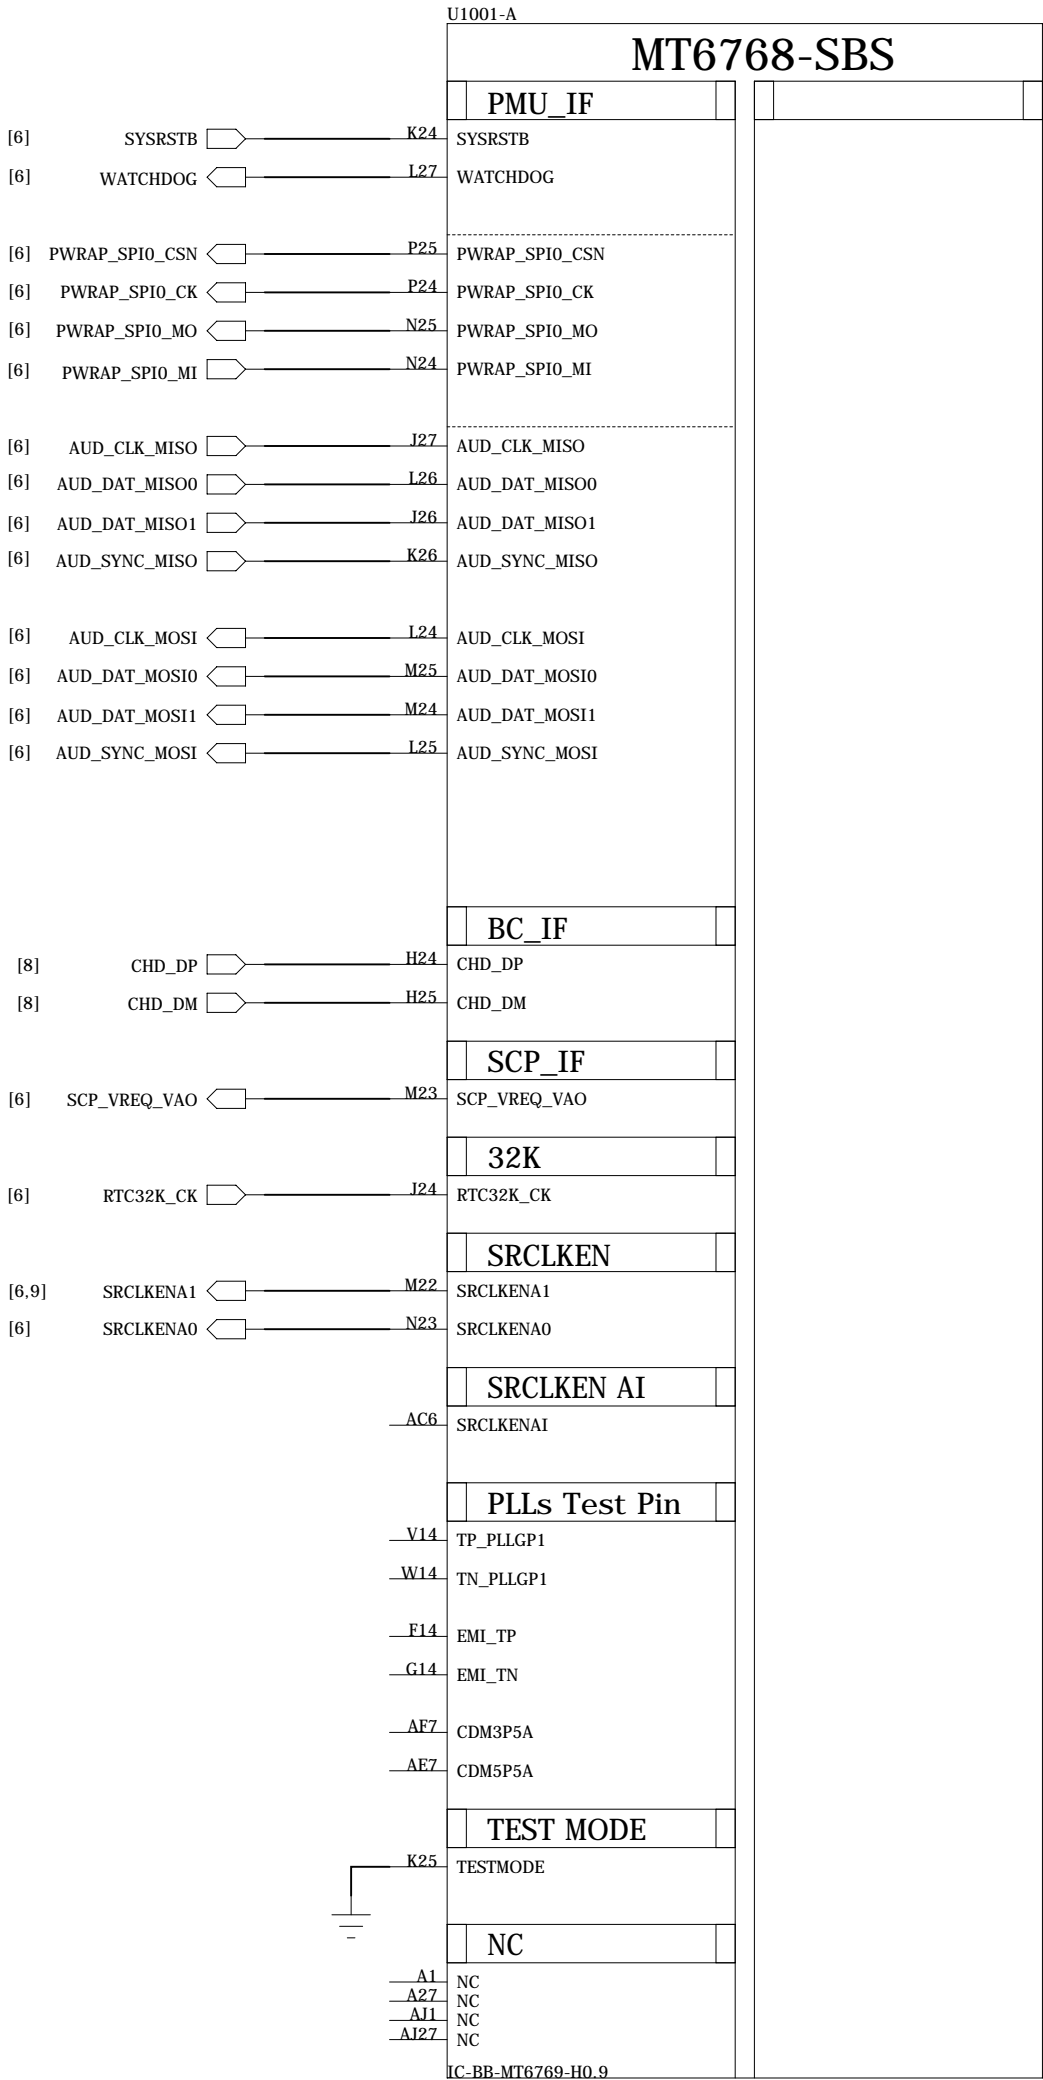 U1001-A
MT6768-SBS
PMU_IF
[6] SYSRSTB K24 SYSRSTB
[6] WATCHDOG L27 WATCHDOG
[6] PWRAP_SPI0_CSN P25 PWRAP_SPI0_CSN
[6] PWRAP_SPI0_CK P24 PWRAP_SPI0_CK
[6] PWRAP_SPI0_MO N25 PWRAP_SPI0_MO
[6] PWRAP_SPI0_MI N24 PWRAP_SPI0_MI
[6] AUD_CLK_MISO J27 AUD_CLK_MISO
[6] AUD_DAT_MISO0 L26 AUD_DAT_MISO0
[6] AUD_DAT_MISO1 J26 AUD_DAT_MISO1
[6] AUD_SYNC_MISO K26 AUD_SYNC_MISO
[6] AUD_CLK_MOSI L24 AUD_CLK_MOSI
[6] AUD_DAT_MOSI0 M25 AUD_DAT_MOSI0
[6] AUD_DAT_MOSI1 M24 AUD_DAT_MOSI1
[6] AUD_SYNC_MOSI L25 AUD_SYNC_MOSI
BC_IF
[8] CHD_DP H24 CHD_DP
[8] CHD_DM H25 CHD_DM
SCP_IF
[6] SCP_VREQ_VAO M23 SCP_VREQ_VAO
32K
[6] RTC32K_CK J24 RTC32K_CK
SRCLKEN
[6,9] SRCLKENA1 M22 SRCLKENA1
[6] SRCLKENA0 N23 SRCLKENA0
SRCLKEN AI
AC6 SRCLKENAI
PLLs Test Pin
V14 TP_PLLGP1
W14 TN_PLLGP1
F14 EMI_TP
G14 EMI_TN
AF7 CDM3P5A
AE7 CDM5P5A
TEST MODE
K25 TESTMODE
NC
A1 NC
A27 NC
AJ1 NC
AJ27 NC
IC-BB-MT6769-H0.9